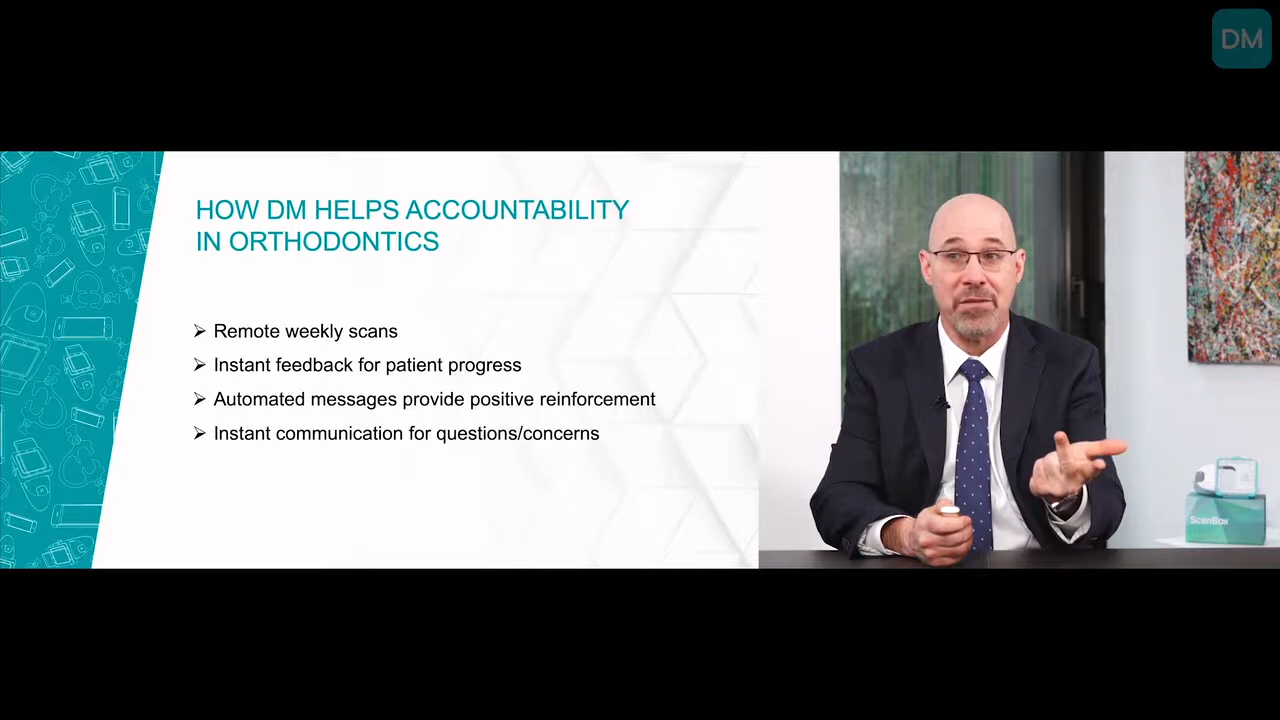 DM
HOW DM HELPS ACCOUNTABILITY
IN ORTHODONTICS
➢ Remote weekly scans
➢ Instant feedback for patient progress
➢ Automated messages provide positive reinforcement
➢ Instant communication for questions/concerns
ScanBox